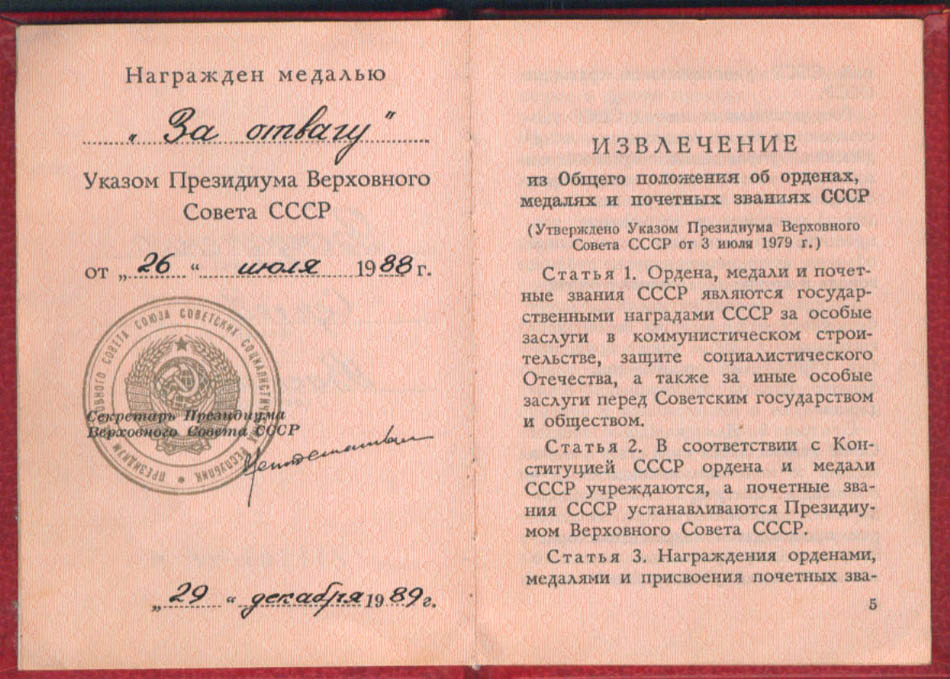 Награжден медалью
„За отвагу"
Указом Президиума Верховного
Совета СССР
от „26 “ июля 1988 г.
ПРЕЗИДИУМ СОВЕТА СОЮЗА СОВЕТСКИХ РЕСПУБЛИК
Секретарь Президиума
Верховного Совета СССР
„29 “ декабря 1989 г.
ИЗВЛЕЧЕНИЕ
из Общего положения об орденах,
медалях и почетных званиях СССР
(Утверждено Указом Президиума Верховного
Совета СССР от 3 июля 1979 г.)
Статья 1. Ордена, медали и почет-
ные звания СССР являются государ-
ственными наградами СССР за особые
заслуги в коммунистическом строи-
тельстве, защите социалистического
Отечества, а также за иные особые
заслуги перед Советским государством
и обществом.
Статья 2. В соответствии с Кон-
ституцией СССР ордена и медали
СССР учреждаются, а почетные зва-
ния СССР устанавливаются Президиу-
мом Верховного Совета СССР.
Статья 3. Награждения орденами,
медалями и присвоения почетных зва-
5